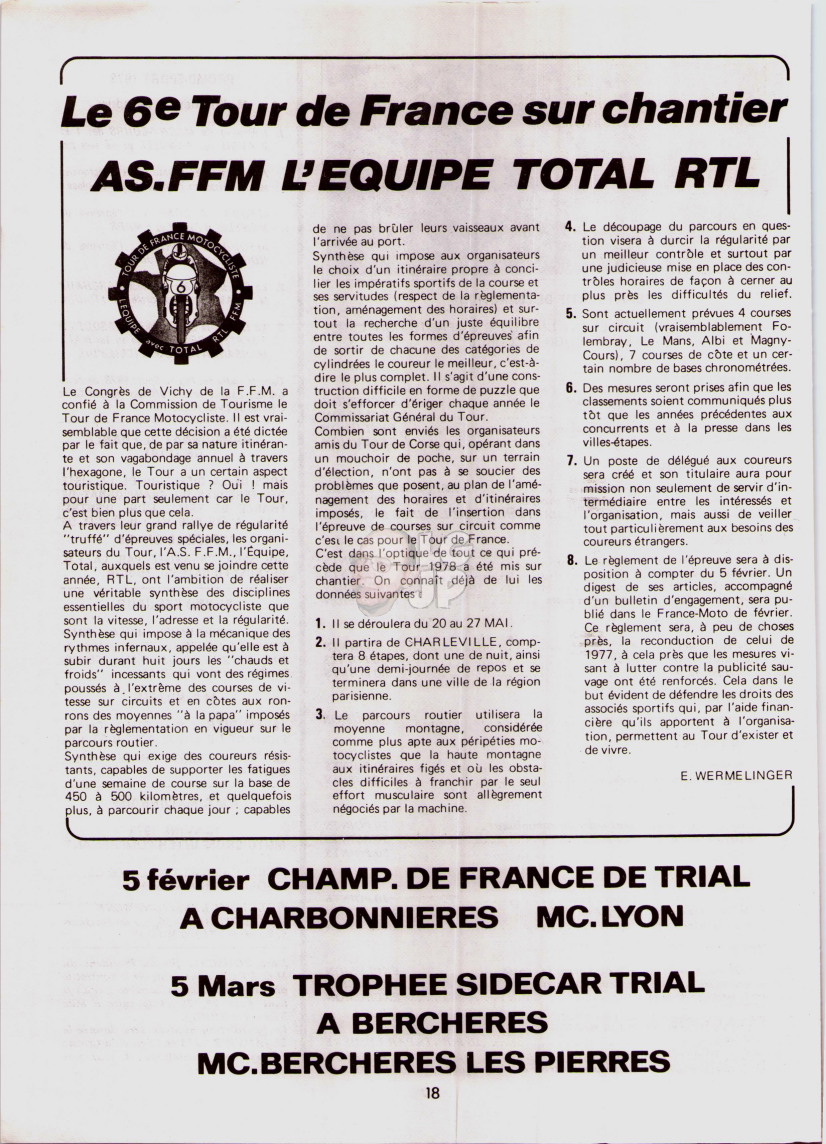 Le 6e Tour de France sur chantier
AS.FFM L'EQUIPE TOTAL RTL
TOUR DE FRANCE MOTOCYCLISTE
6
L'EQUIPE avec TOTAL RTL FFM
Le Congrès de Vichy de la F.F.M. a
confié à la Commission de Tourisme le
Tour de France Motocycliste. Il est vrai-
semblable que cette décision a été dictée
par le fait que, de par sa nature itinéran-
te et son vagabondage annuel à travers
l'hexagone, le Tour a un certain aspect
touristique. Touristique ? Oui ! mais
pour une part seulement car le Tour,
c'est bien plus que cela.
A travers leur grand rallye de régularité
"truffé" d'épreuves spéciales, les organi-
sateurs du Tour, l'A.S. F.F.M., l'Équipe,
Total, auxquels est venu se joindre cette
année, RTL, ont l'ambition de réaliser
une véritable synthèse des disciplines
essentielles du sport motocycliste que
sont la vitesse, l'adresse et la régularité.
Synthèse qui impose à la mécanique des
rythmes infernaux, appelée qu'elle est à
subir durant huit jours les "chauds et
froids" incessants qui vont des régimes
poussés à l'extrème des courses de vi-
tesse sur circuits et en côtes aux ron-
rons des moyennes "à la papa" imposés
par la règlementation en vigueur sur le
parcours routier.
Synthèse qui exige des coureurs résis-
tants, capables de supporter les fatigues
d'une semaine de course sur la base de
450 à 500 kilomètres, et quelquefois
plus, à parcourir chaque jour ; capables
de ne pas brûler leurs vaisseaux avant
l'arrivée au port.
Synthèse qui impose aux organisateurs
le choix d'un itinéraire propre à conci-
lier les impératifs sportifs de la course et
ses servitudes (respect de la règlementa-
tion, aménagement des horaires) et sur-
tout la recherche d'un juste équilibre
entre toutes les formes d'épreuves afin
de sortir de chacune des catégories de
cylindrées le coureur le meilleur, c'est-à-
dire le plus complet. Il s'agit d'une cons-
truction difficile en forme de puzzle que
doit s'efforcer d'ériger chaque année le
Commissariat Général du Tour.
Combien sont enviés les organisateurs
amis du Tour de Corse qui, opérant dans
un mouchoir de poche, sur un terrain
d'élection, n'ont pas à se soucier des
problèmes que posent, au plan de l'amé-
nagement des horaires et d'itinéraires
imposés, le fait de l'insertion dans
l'épreuve de courses sur circuit comme
c'est le cas pour le Tour de France.
C'est dans l'optique de tout ce qui pré-
cède que le Tour 1978 a été mis sur
chantier. On connaît déjà de lui les
données suivantes :
1. Il se déroulera du 20 au 27 MAI.
2. Il partira de CHARLEVILLE, comp-
tera 8 étapes, dont une de nuit, ainsi
qu'une demi-journée de repos et se
terminera dans une ville de la région
parisienne.
3. Le parcours routier utilisera la
moyenne montagne, considérée
comme plus apte aux péripéties mo-
tocyclistes que la haute montagne
aux itinéraires figés et où les obsta-
cles difficiles à franchir par le seul
effort musculaire sont allègrement
négociés par la machine.
4. Le découpage du parcours en ques-
tion visera à durcir la régularité par
un meilleur contrôle et surtout par
une judicieuse mise en place des con-
trôles horaires de façon à cerner au
plus près les difficultés du relief.
5. Sont actuellement prévues 4 courses
sur circuit (vraisemblablement Fo-
lembray, Le Mans, Albi et Magny-
Cours), 7 courses de côte et un cer-
tain nombre de bases chronométrées.
6. Des mesures seront prises afin que les
classements soient communiqués plus
tôt que les années précédentes aux
concurrents et à la presse dans les
villes-étapes.
7. Un poste de délégué aux coureurs
sera créé et son titulaire aura pour
mission non seulement de servir d'in-
termédiaire entre les intéressés et
l'organisation, mais aussi de veiller
tout particulièrement aux besoins des
coureurs étrangers.
8. Le règlement de l'épreuve sera à dis-
position à compter du 5 février. Un
digest de ses articles, accompagné
d'un bulletin d'engagement, sera pu-
blié dans le France-Moto de février.
Ce règlement sera, à peu de choses
près, la reconduction de celui de
1977, à cela près que les mesures vi-
sant à lutter contre la publicité sau-
vage ont été renforcés. Cela dans le
but évident de défendre les droits des
associés sportifs qui, par l'aide finan-
cière qu'ils apportent à l'organisa-
tion, permettent au Tour d'exister et
de vivre.
E. WERMELINGER
5 février CHAMP. DE FRANCE DE TRIAL
A CHARBONNIERES MC. LYON
5 Mars TROPHEE SIDECAR TRIAL
A BERCHERES
MC. BERCHERES LES PIERRES
18